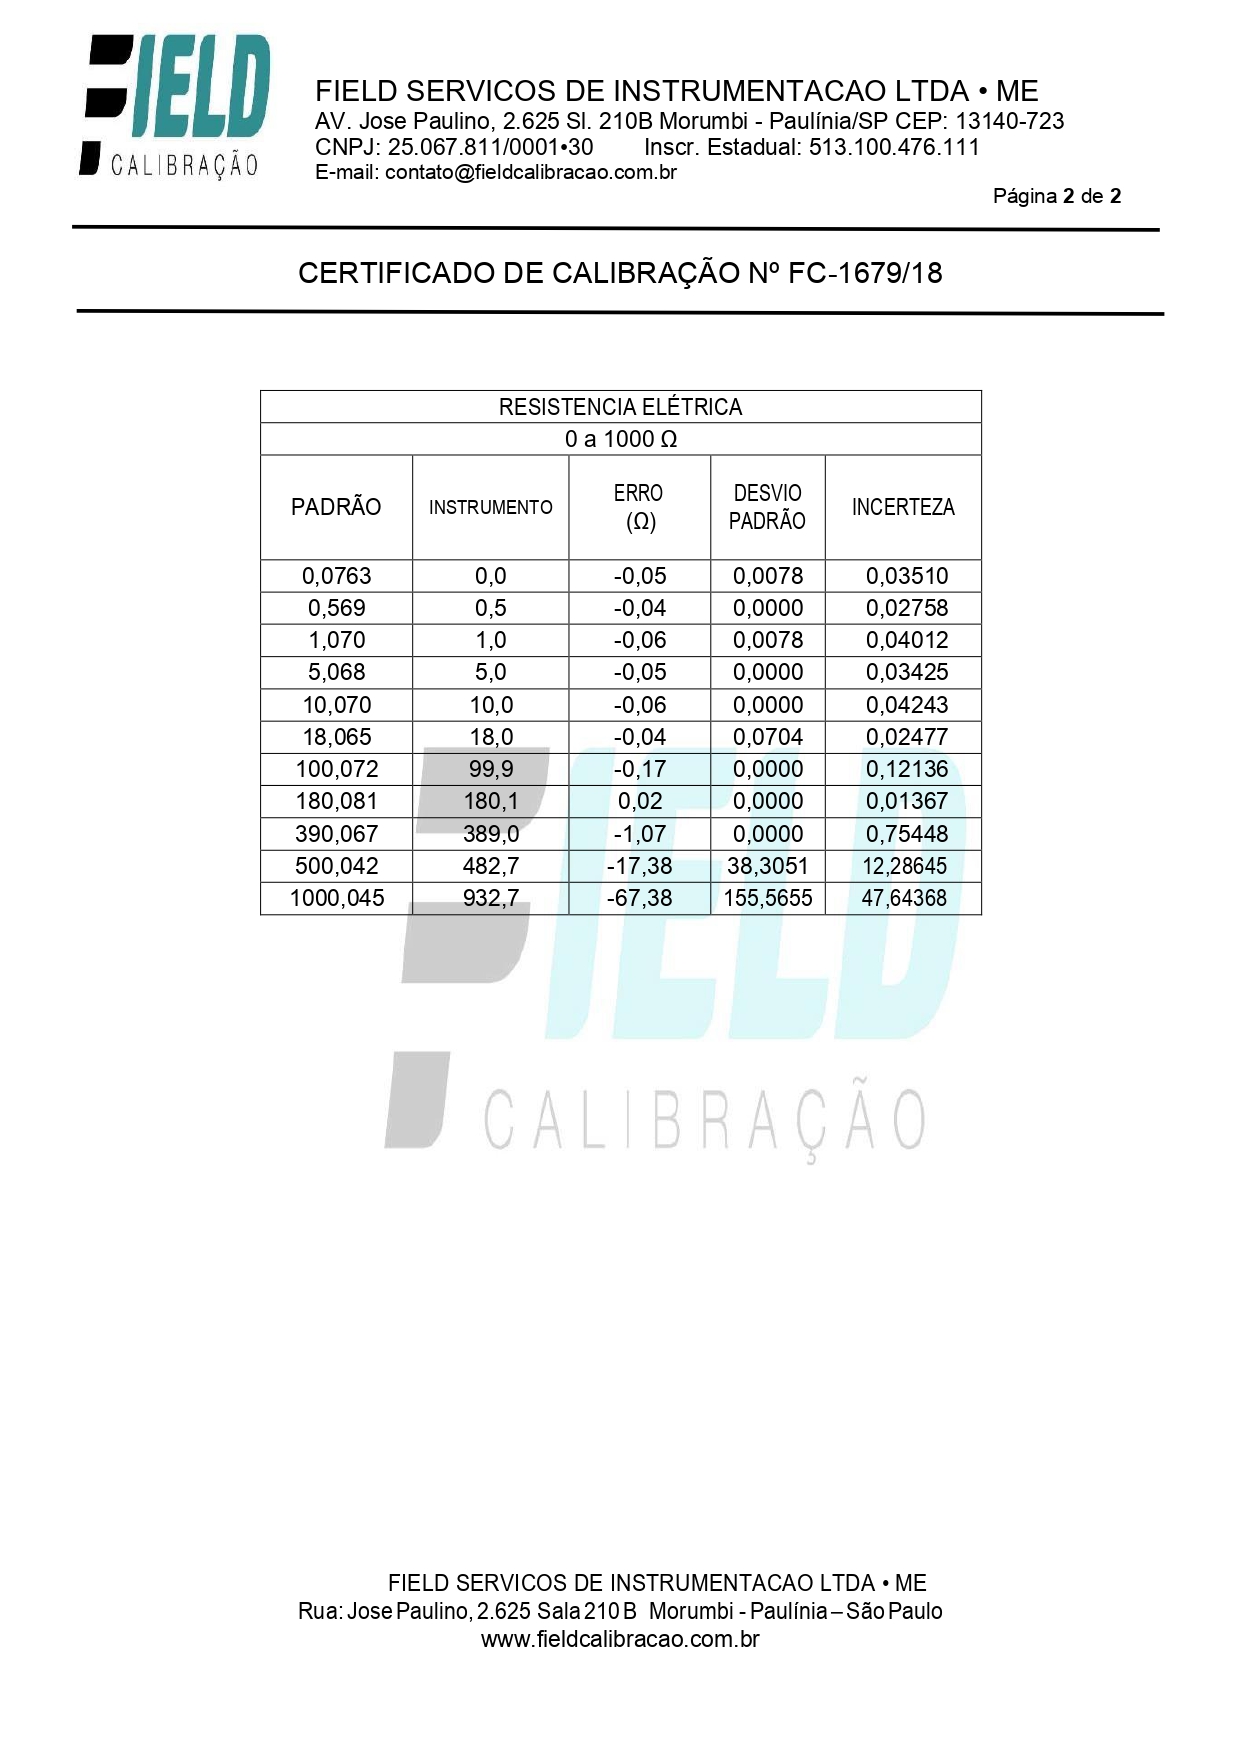 FIELD
CALIBRAÇÃO
FIELD SERVICOS DE INSTRUMENTACAO LTDA • ME
AV. Jose Paulino, 2.625 Sl. 210B Morumbi - Paulínia/SP CEP: 13140-723
CNPJ: 25.067.811/0001•30 Inscr. Estadual: 513.100.476.111
E-mail: contato@fieldcalibracao.com.br
Página 2 de 2
CERTIFICADO DE CALIBRAÇÃO Nº FC-1679/18
RESISTENCIA ELÉTRICA
0 a 1000 Ω
PADRÃO INSTRUMENTO ERRO (Ω) DESVIO PADRÃO INCERTEZA
0,0763 0,0 -0,05 0,0078 0,03510
0,569 0,5 -0,04 0,0000 0,02758
1,070 1,0 -0,06 0,0078 0,04012
5,068 5,0 -0,05 0,0000 0,03425
10,070 10,0 -0,06 0,0000 0,04243
18,065 18,0 -0,04 0,0704 0,02477
100,072 99,9 -0,17 0,0000 0,12136
180,081 180,1 0,02 0,0000 0,01367
390,067 389,0 -1,07 0,0000 0,75448
500,042 482,7 -17,38 38,3051 12,28645
1000,045 932,7 -67,38 155,5655 47,64368
FIELD
CALIBRAÇÃO
FIELD SERVICOS DE INSTRUMENTACAO LTDA • ME
Rua: Jose Paulino, 2.625 Sala 210 B Morumbi - Paulínia – São Paulo
www.fieldcalibracao.com.br